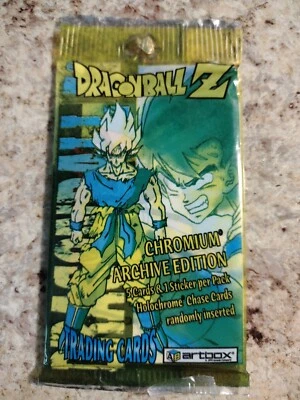 DRAGONBALL Z
CHROMIUM®
ARCHIVE EDITION
5 Cards & 1 Sticker per Pack
Holochrome® Chase Cards
randomly inserted
TRADING CARDS
artbox